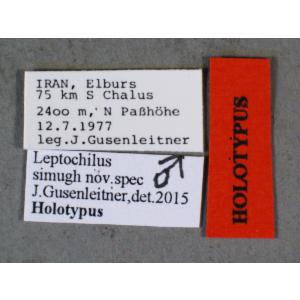 IRAN, Elburs
75 km S Chalus
2400 m, N Paßhöhe
12.7.1977
leg.J.Gusenleitner
Leptochilus
simugh nov.spec ♂
J.Gusenleitner,det.2015
Holotypus
HOLOTYPUS